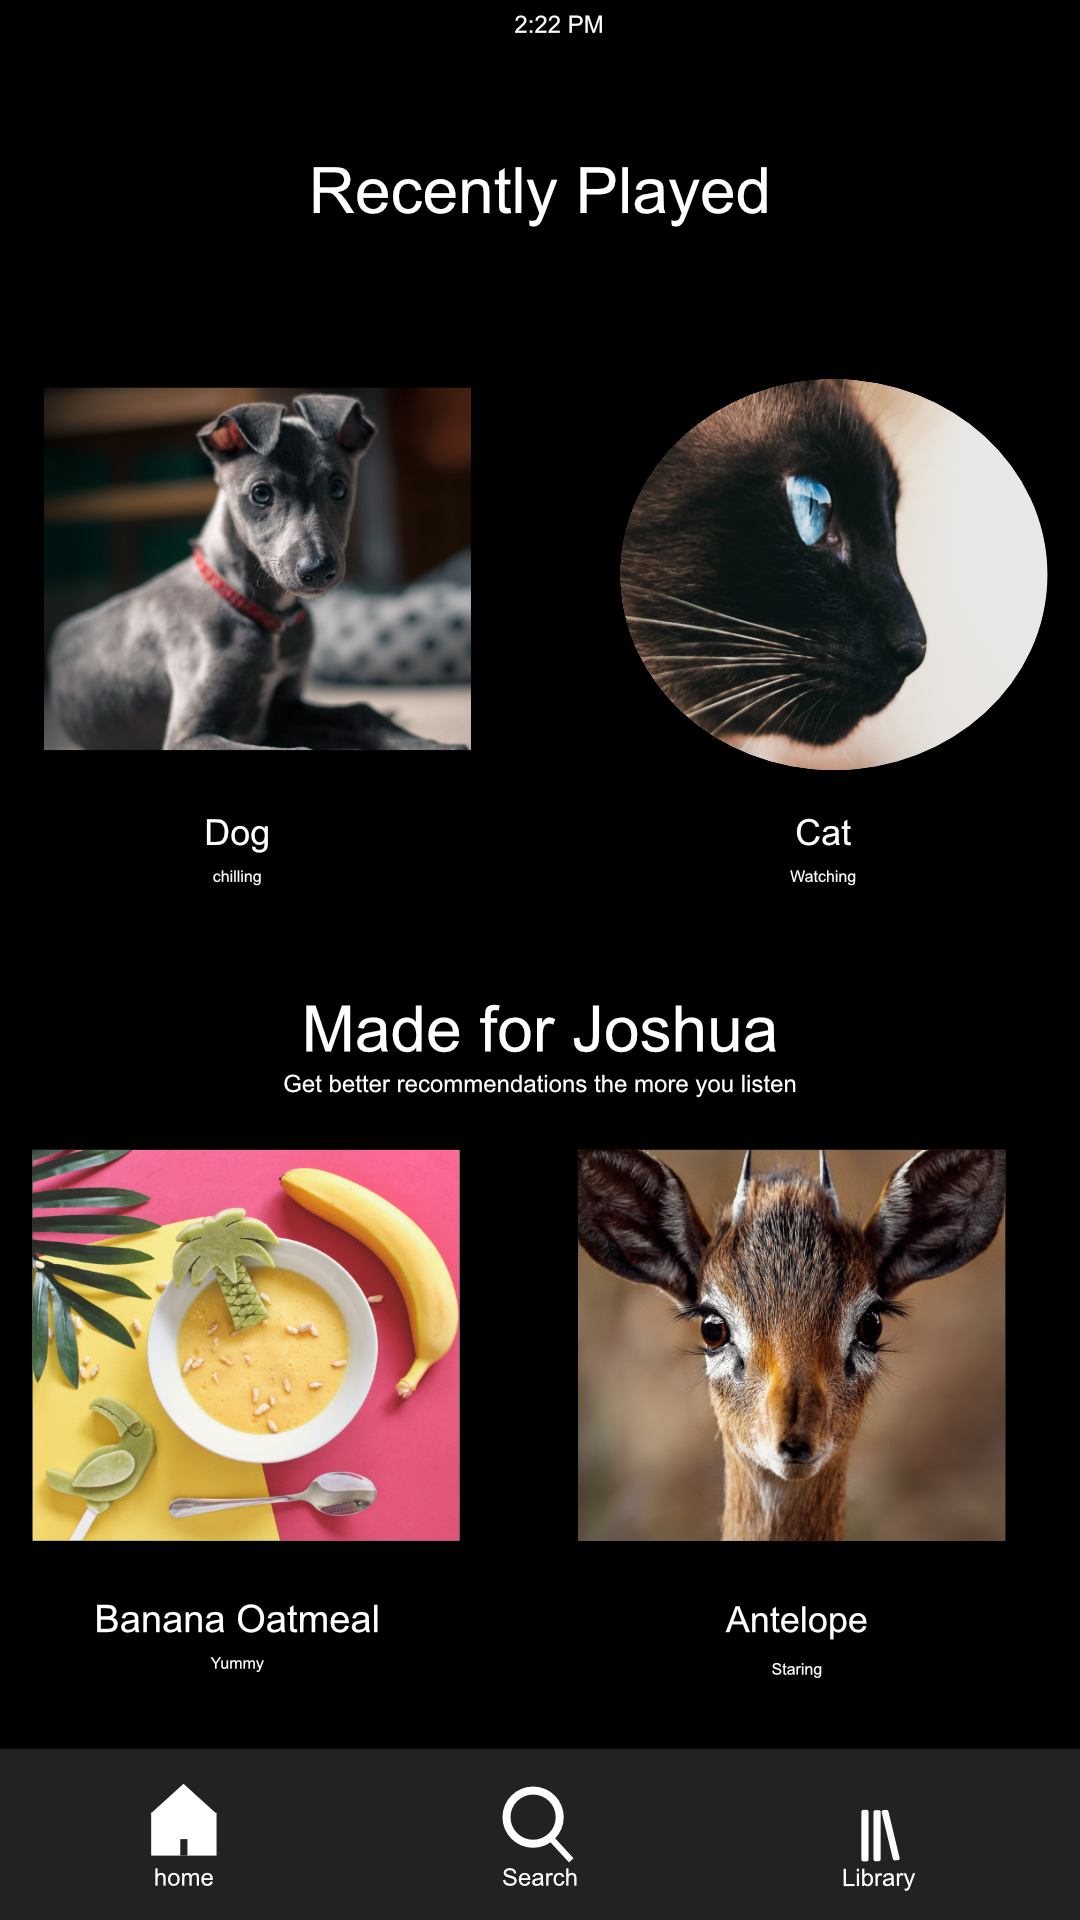 2:22 PM
Recently Played
Dog
chilling
Cat
Watching
Made for Joshua
Get better recommendations the more you listen
Banana Oatmeal
Yummy
Antelope
Staring
home
Search
Library